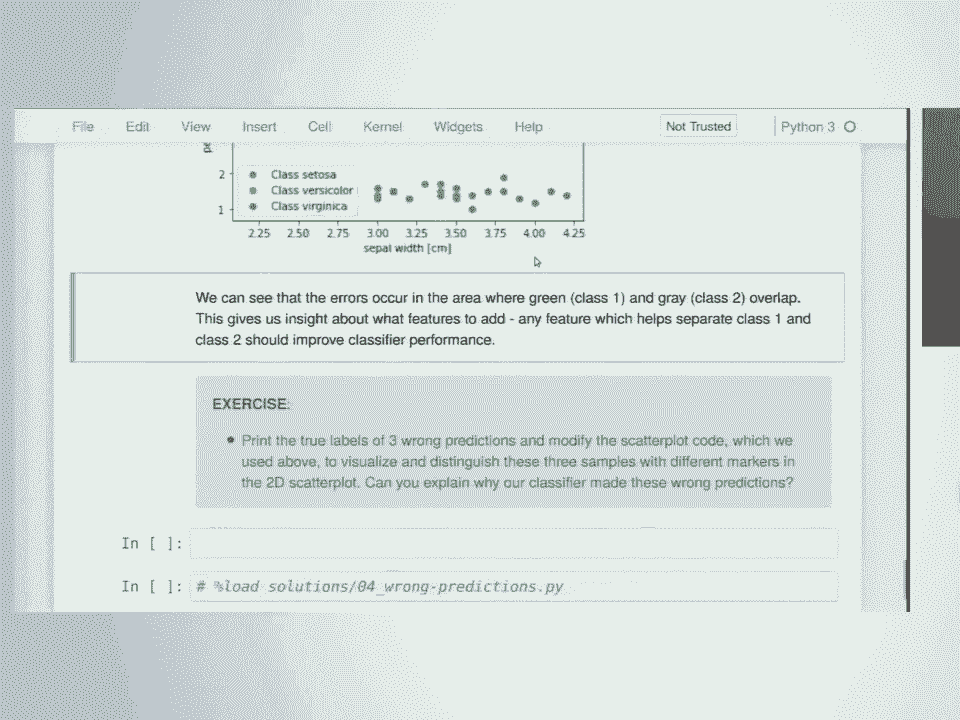 File Edit View Insert Cell Kernel Widgets Help Not Trusted Python 3
2
1
Class setosa
Class versicolor
Class virginica
2.25 2.50 2.75 3.00 3.25 3.50 3.75 4.00 4.25
sepal width [cm]
We can see that the errors occur in the area where green (class 1) and gray (class 2) overlap.
This gives us insight about what features to add - any feature which helps separate class 1 and
class 2 should improve classifier performance.
EXERCISE:
Print the true labels of 3 wrong predictions and modify the scatterplot code, which we
used above, to visualize and distinguish these three samples with different markers in
the 2D scatterplot. Can you explain why our classifier made these wrong predictions?
In [ ]:
In [ ]: # %load solutions/04_wrong-predictions.py